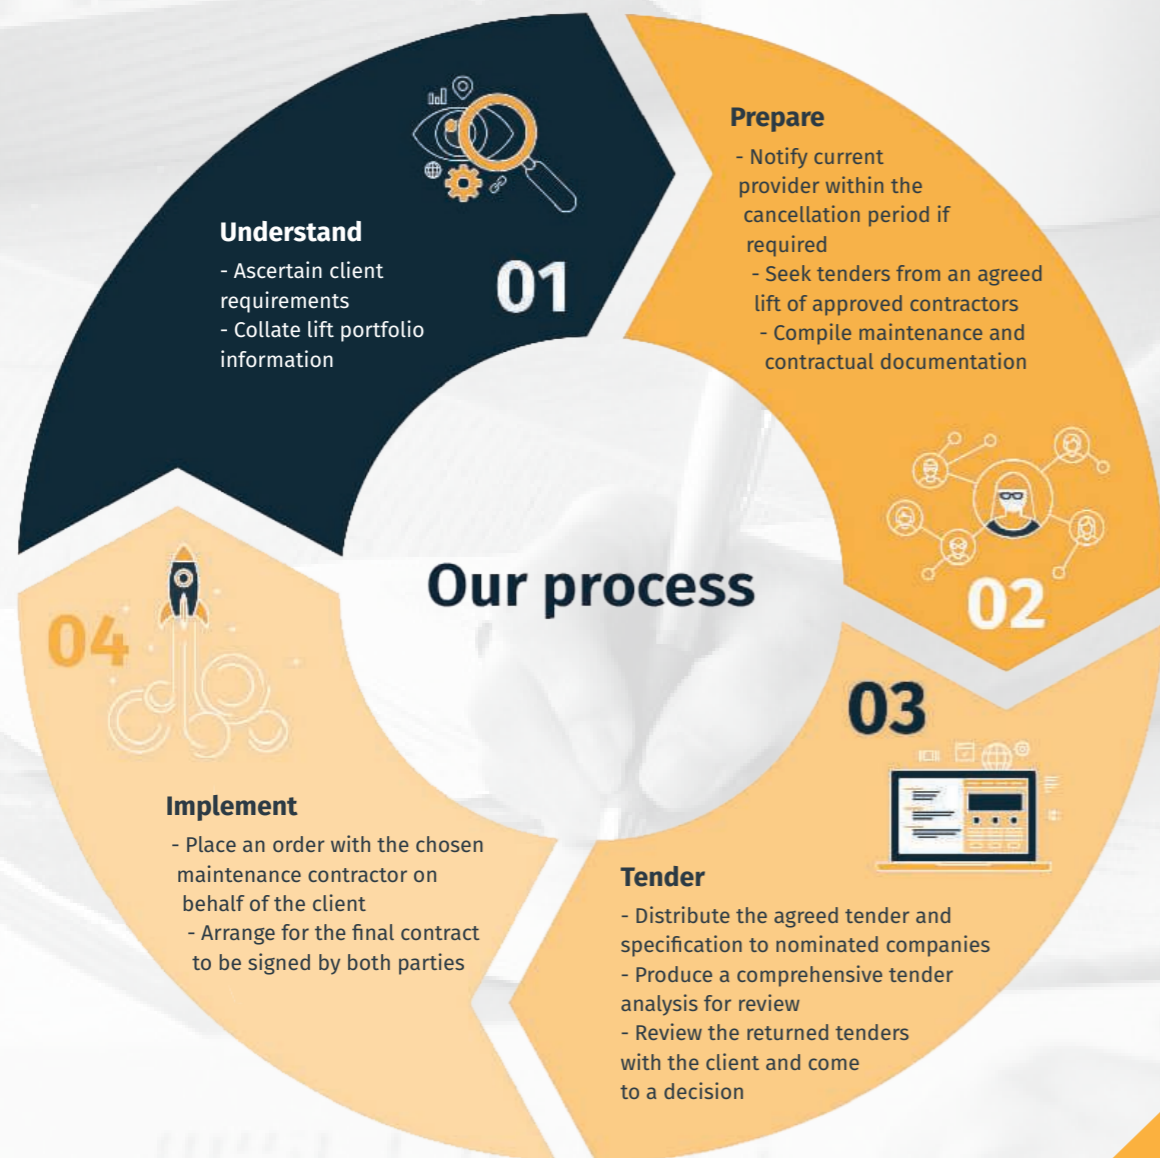 Our process
Understand
- Ascertain client
requirements
- Collate lift portfolio
information
01
Prepare
- Notify current
provider within the
cancellation period if
required
- Seek tenders from an agreed
lift of approved contractors
- Compile maintenance and
contractual documentation
02
03
Tender
- Distribute the agreed tender and
specification to nominated companies
- Produce a comprehensive tender
analysis for review
- Review the returned tenders
with the client and come
to a decision
04
Implement
- Place an order with the chosen
maintenance contractor on
behalf of the client
- Arrange for the final contract
to be signed by both parties